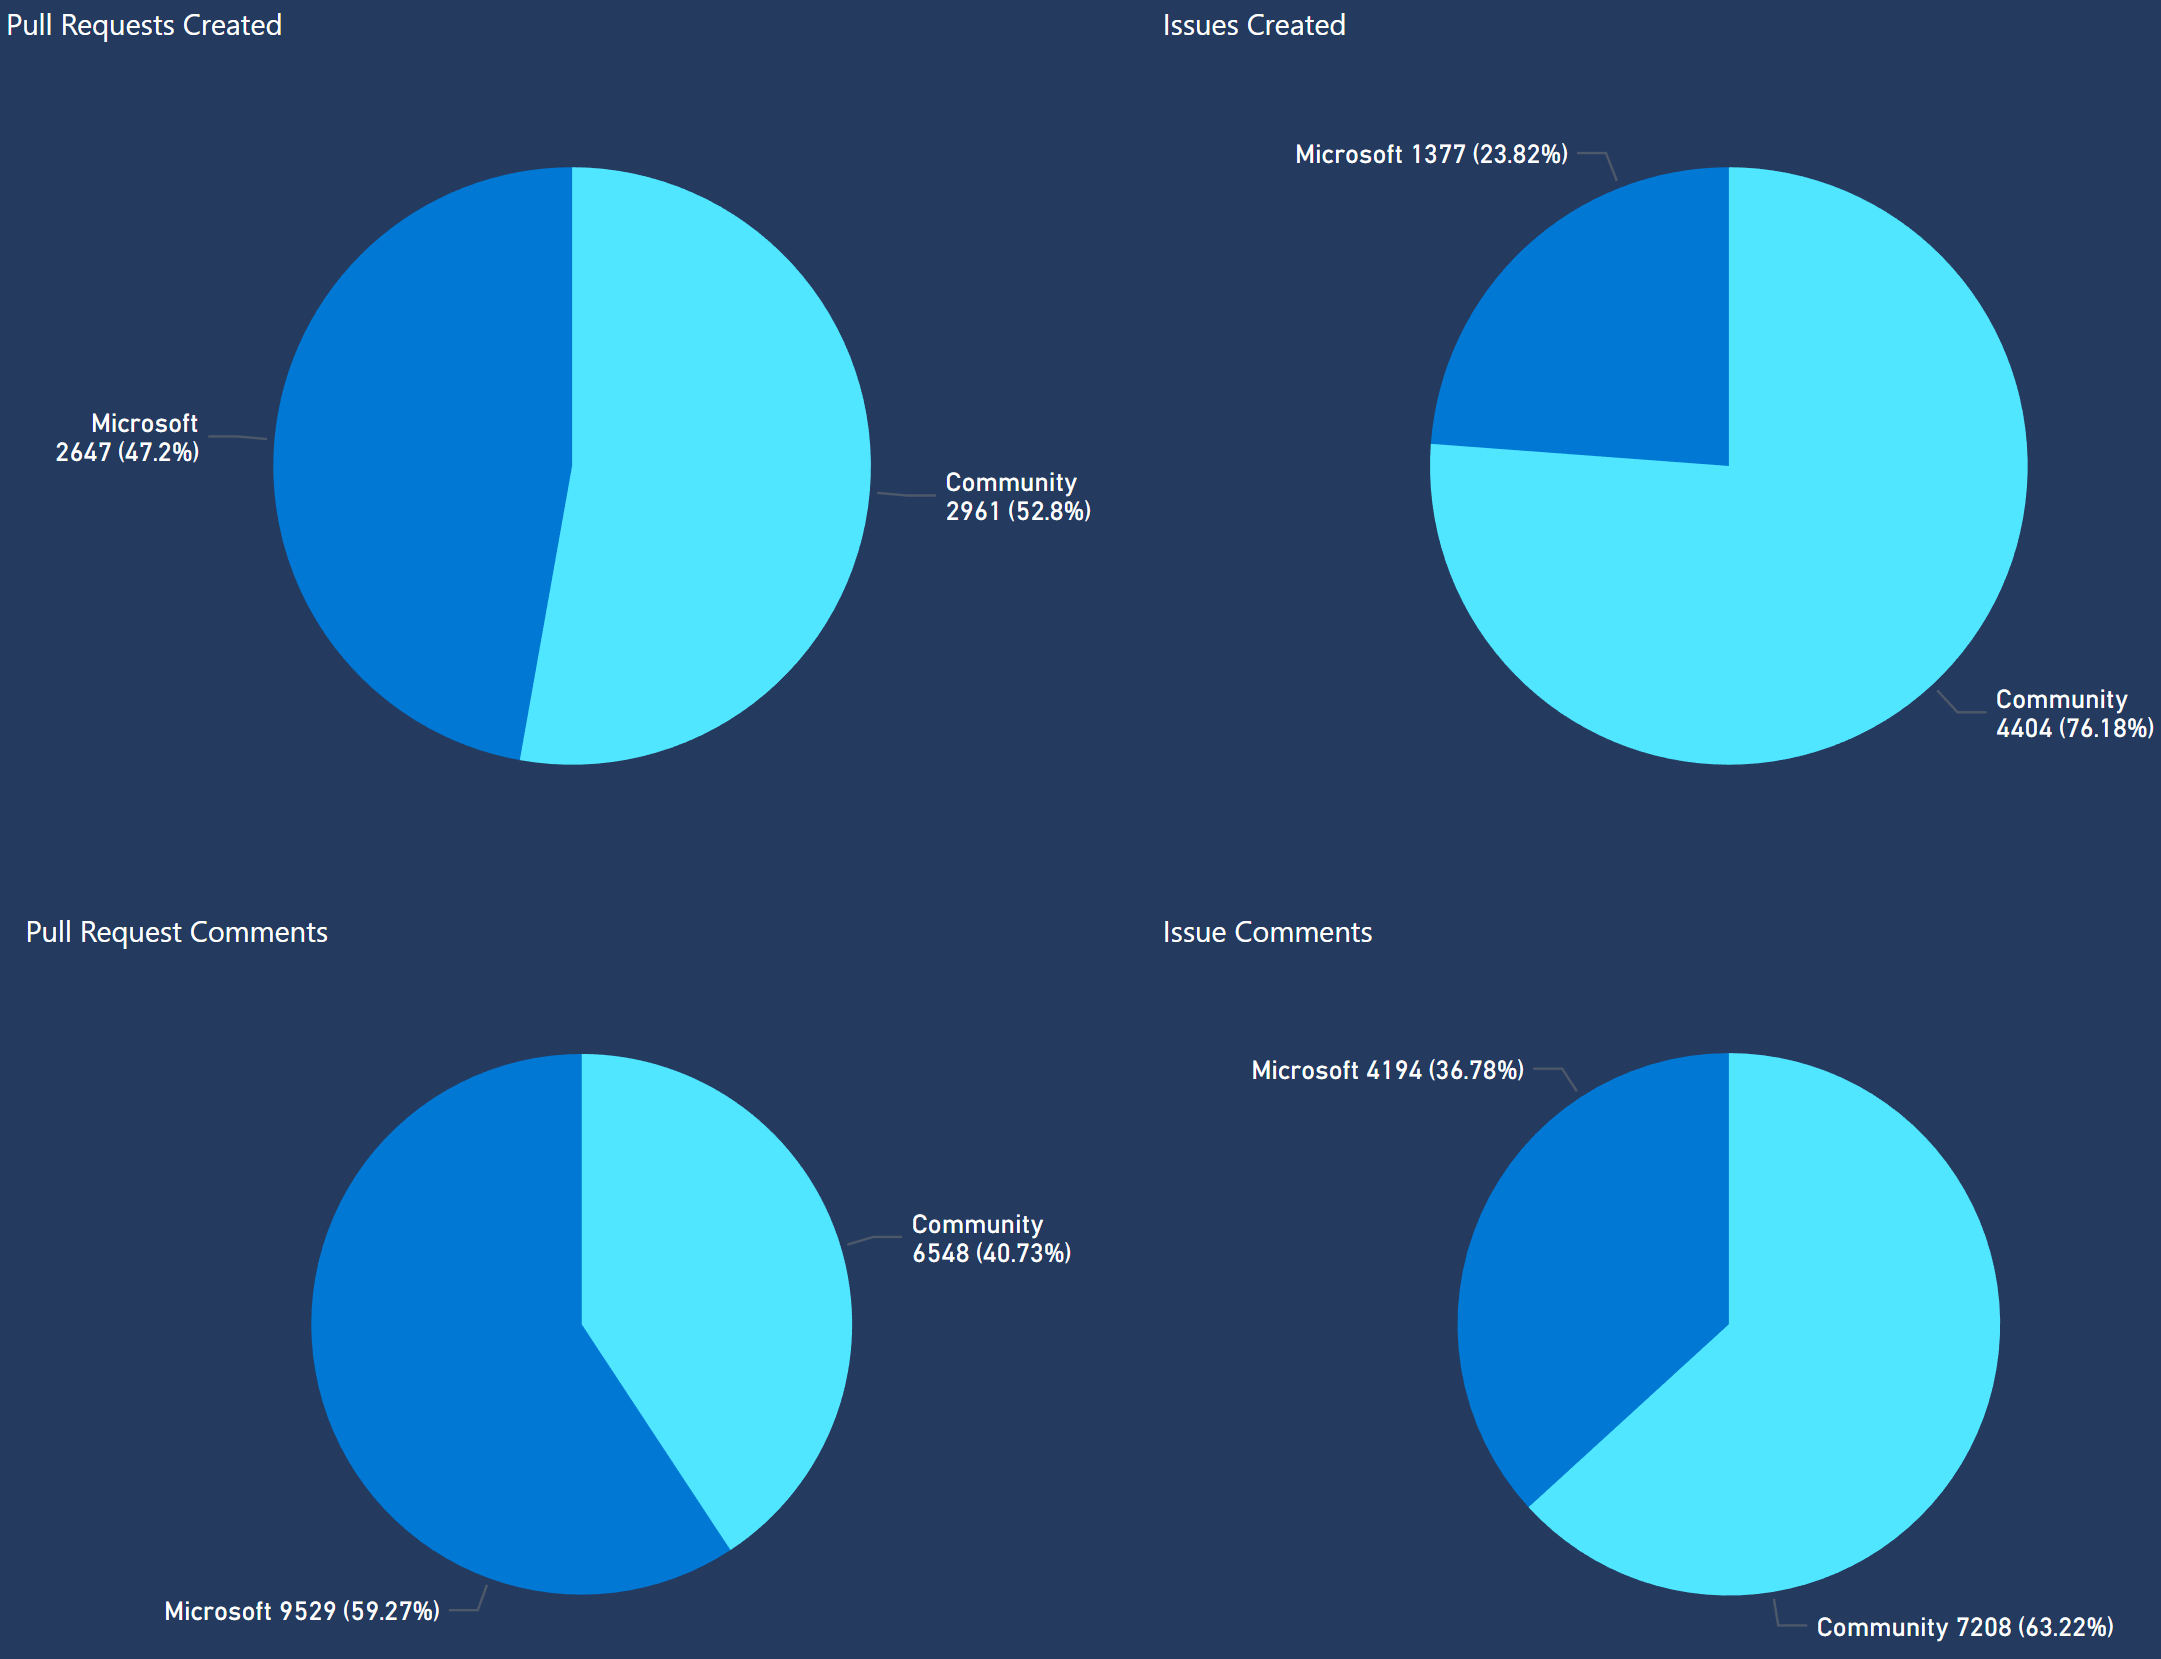 Pull Requests Created
Microsoft
2647 (47.2%)
Community
2961 (52.8%)
Issues Created
Microsoft 1377 (23.82%)
Community
4404 (76.18%)
Pull Request Comments
Community
6548 (40.73%)
Microsoft 9529 (59.27%)
Issue Comments
Microsoft 4194 (36.78%)
Community 7208 (63.22%)